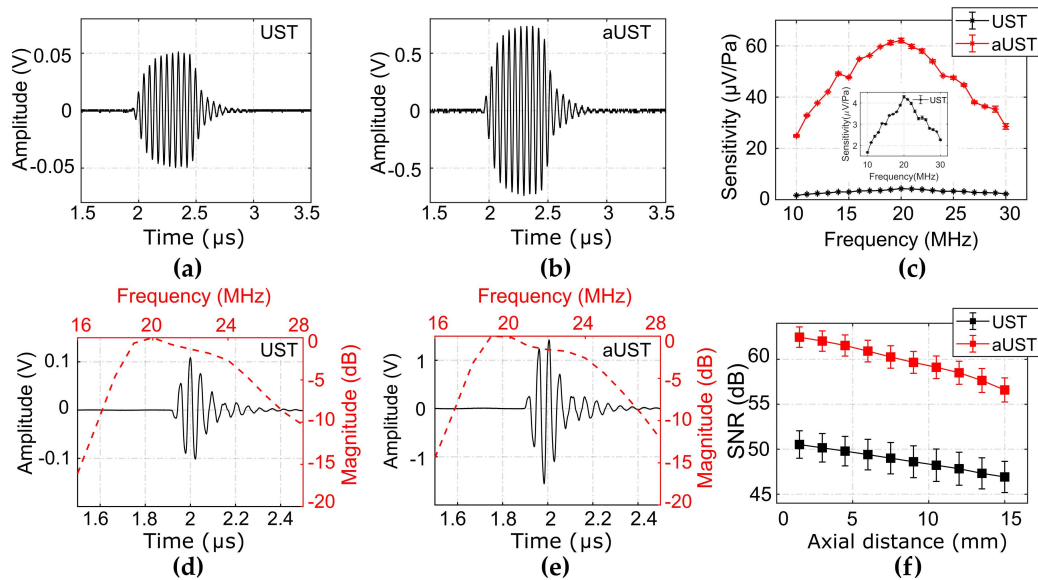 UST
Amplitude (V)
0.05
0
-0.05
1.5 2 2.5 3 3.5
Time (µs)
(a)
aUST
Amplitude (V)
0.5
0
-0.5
1.5 2 2.5 3 3.5
Time (µs)
(b)
UST
aUST
Sensitivity (µV/Pa)
60
40
20
0
UST
Sensitivity(µV/Pa)
4
3
2
10 20 30
Frequency(MHz)
10 15 20 25 30
Frequency (MHz)
(c)
Frequency (MHz)
16 20 24 28
UST
Amplitude (V)
0.1
0
-0.1
0
-5
-10
-15
-20
Magnitude (dB)
1.6 1.8 2 2.2 2.4
Time (µs)
(d)
Frequency (MHz)
16 20 24 28
aUST
Amplitude (V)
1
0
-1
0
-5
-10
-15
-20
Magnitude (dB)
1.6 1.8 2 2.2 2.4
Time (µs)
(e)
UST
aUST
SNR (dB)
60
55
50
45
0 5 10 15
Axial distance (mm)
(f)